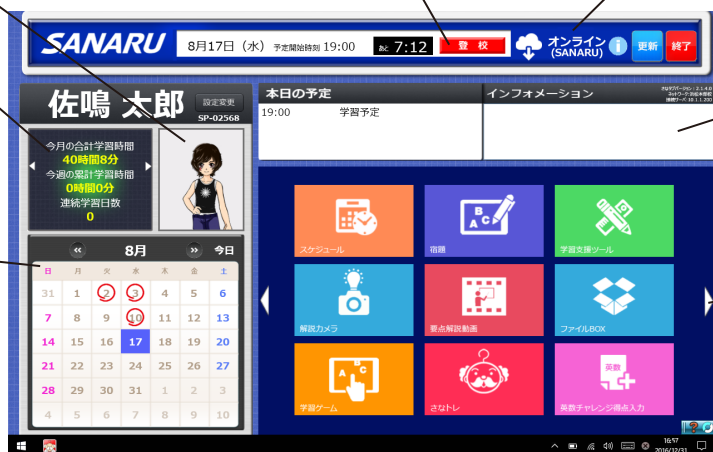 SANARU
8月17日（水） 予定開始時刻 19:00
あと 7:12
登校
オンライン
(SANARU)
更新
終了
佐鳴 太郎
設定変更
SP-02568
今月の合計学習時間
40時間8分
今週の累計学習時間
0時間0分
連続学習日数
0
本日の予定
インフォメーション
19:00 学習予定
8月
今日
日 月 火 水 木 金 土
31 1 2 3 4 5 6
7 8 9 10 11 12 13
14 15 16 17 18 19 20
21 22 23 24 25 26 27
28 29 30 31 1 2 3
4 5 6 7 8 9 10
スケジュール
宿題
学習支援ツール
解説カメラ
要点解説動画
ファイルBOX
学習ゲーム
さなトレ
英数
英数チャレンジ得点入力
16:57
2016/12/31